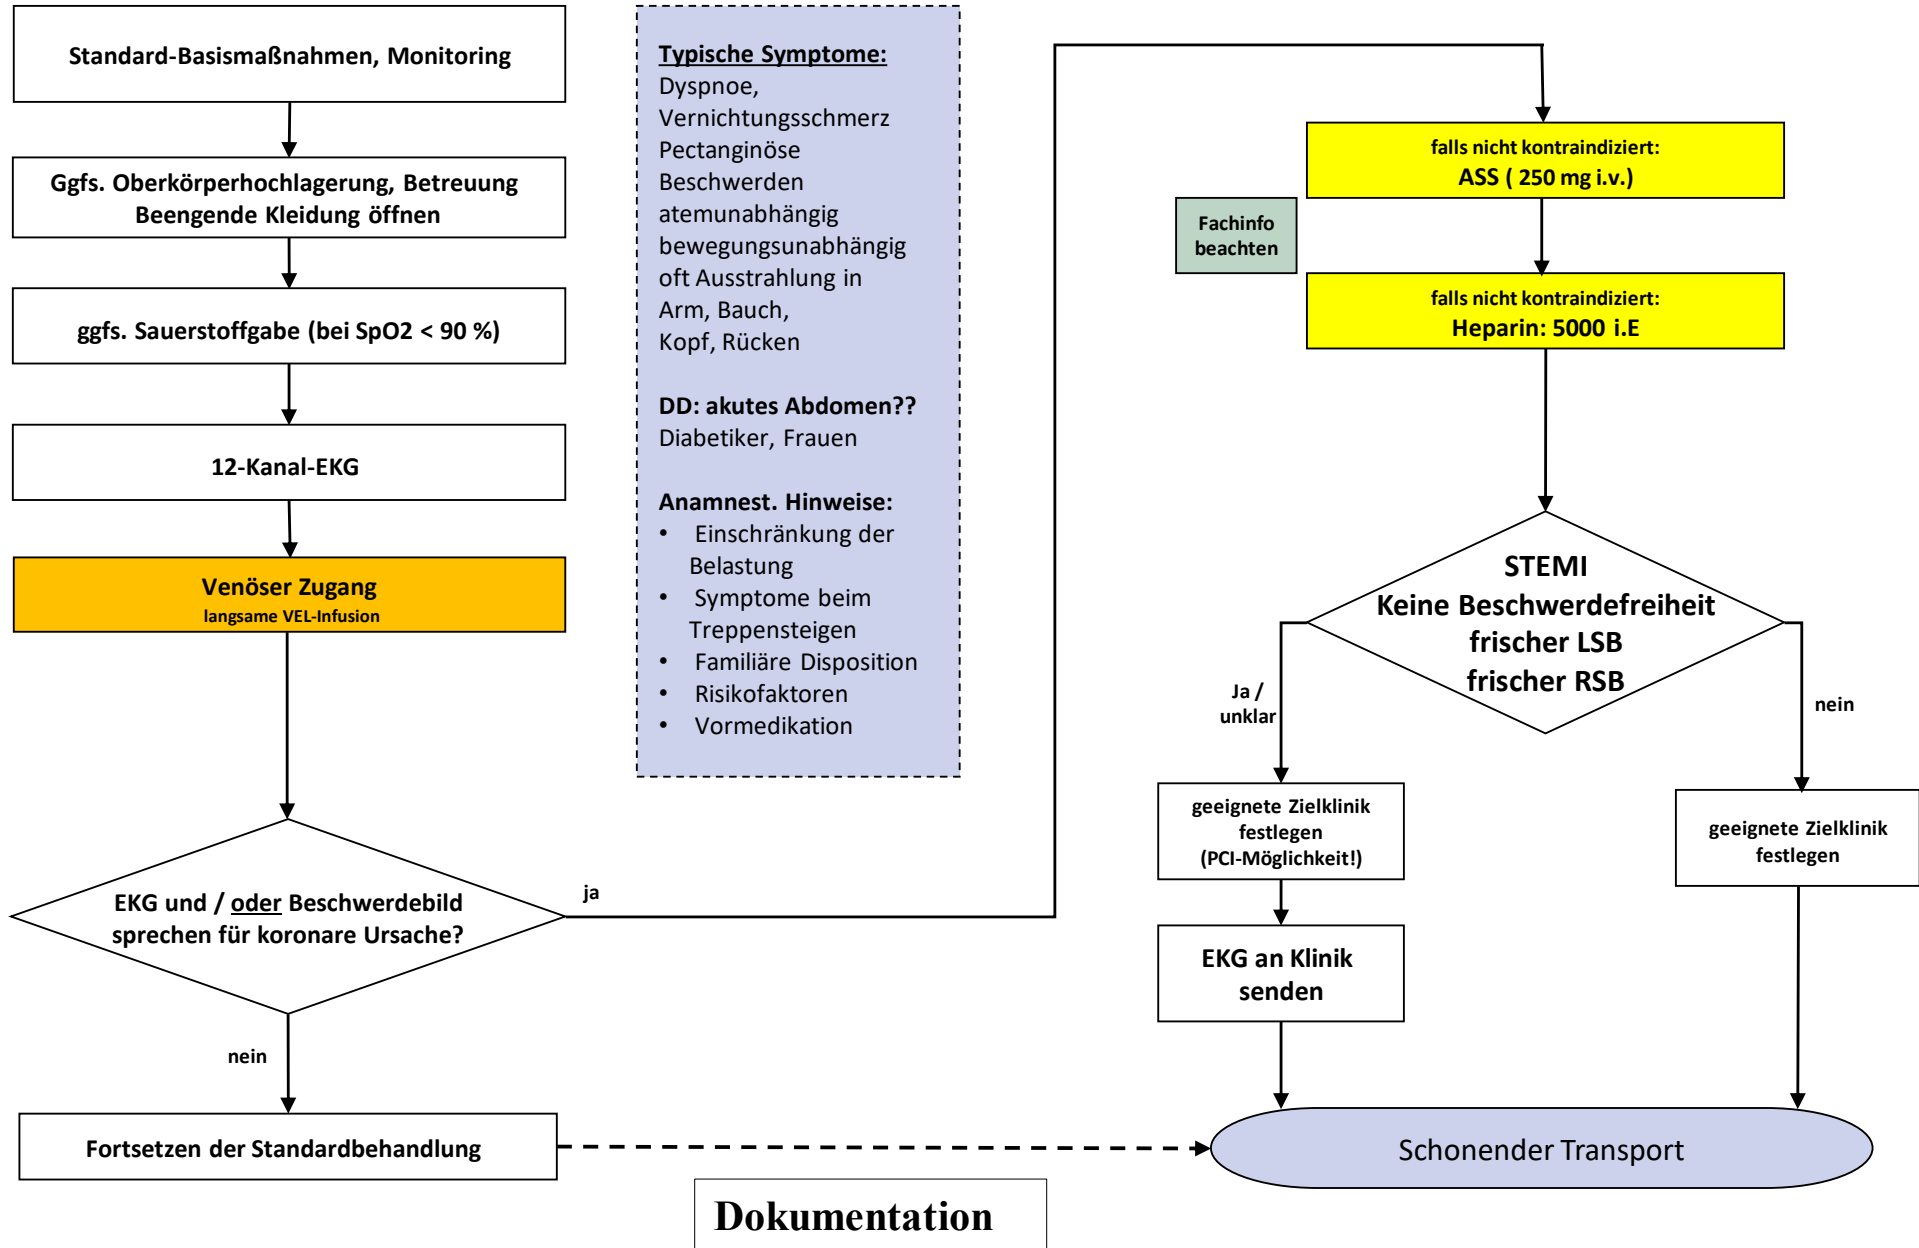 Standard-Basismaßnahmen, Monitoring
Ggfs. Oberkörperhochlagerung, Betreuung
Beengende Kleidung öffnen
ggfs. Sauerstoffgabe (bei SpO2 < 90 %)
12-Kanal-EKG
Venöser Zugang
langsame VEL-Infusion
EKG und / oder Beschwerdebild
sprechen für koronare Ursache?
ja
nein
Fortsetzen der Standardbehandlung
Typische Symptome:
Dyspnoe,
Vernichtungsschmerz
Pectanginöse
Beschwerden
atemunabhängig
bewegungsunabhängig
oft Ausstrahlung in
Arm, Bauch,
Kopf, Rücken
DD: akutes Abdomen??
Diabetiker, Frauen
Anamnest. Hinweise:
• Einschränkung der
Belastung
• Symptome beim
Treppensteigen
• Familiäre Disposition
• Risikofaktoren
• Vormedikation
falls nicht kontraindiziert:
ASS ( 250 mg i.v.)
Fachinfo
beachten
falls nicht kontraindiziert:
Heparin: 5000 i.E
STEMI
Keine Beschwerdefreiheit
frischer LSB
frischer RSB
Ja /
unklar
nein
geeignete Zielklinik
festlegen
(PCI-Möglichkeit!)
geeignete Zielklinik
festlegen
EKG an Klinik
senden
Schonender Transport
Dokumentation